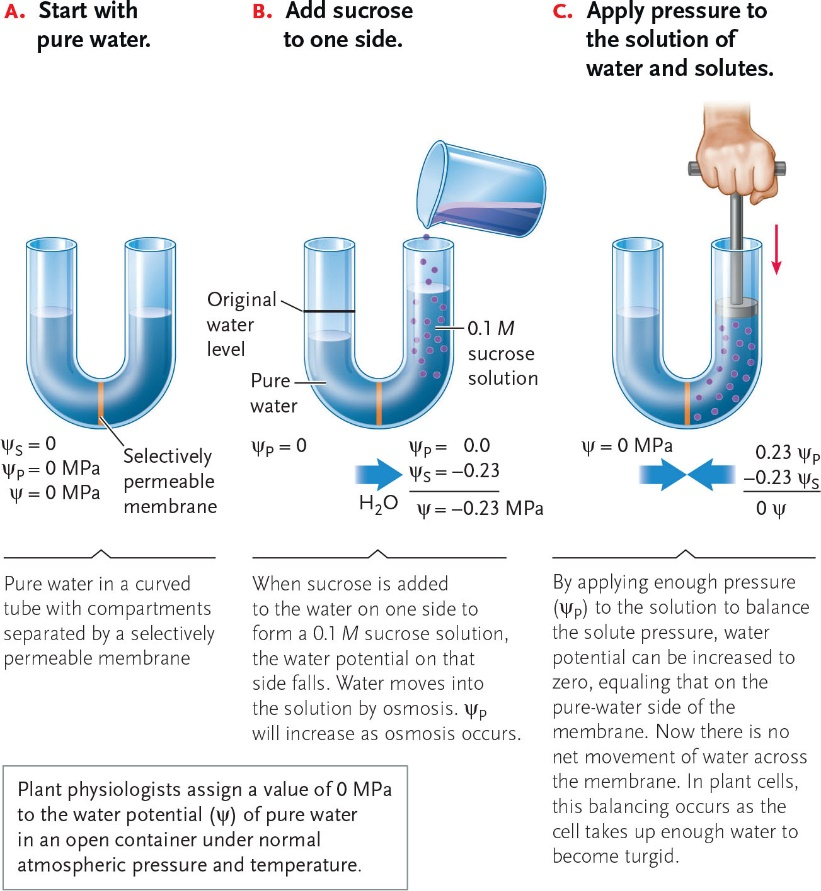 A. Start with
pure water.
B. Add sucrose
to one side.
C. Apply pressure to
the solution of
water and solutes.
Original
water
level
Pure
water
0.1 M
sucrose
solution
ψS = 0
ψP = 0 MPa
ψ = 0 MPa
Selectively
permeable
membrane
ψP = 0
H2O
ψP = 0.0
ψS = −0.23
ψ = −0.23 MPa
ψ = 0 MPa
0.23 ψP
−0.23 ψS
0 ψ
Pure water in a curved
tube with compartments
separated by a selectively
permeable membrane
When sucrose is added
to the water on one side to
form a 0.1 M sucrose solution,
the water potential on that
side falls. Water moves into
the solution by osmosis. ψP
will increase as osmosis occurs.
By applying enough pressure
(ψP) to the solution to balance
the solute pressure, water
potential can be increased to
zero, equaling that on the
pure-water side of the
membrane. Now there is no
net movement of water across
the membrane. In plant cells,
this balancing occurs as the
cell takes up enough water to
become turgid.
Plant physiologists assign a value of 0 MPa
to the water potential (ψ) of pure water
in an open container under normal
atmospheric pressure and temperature.